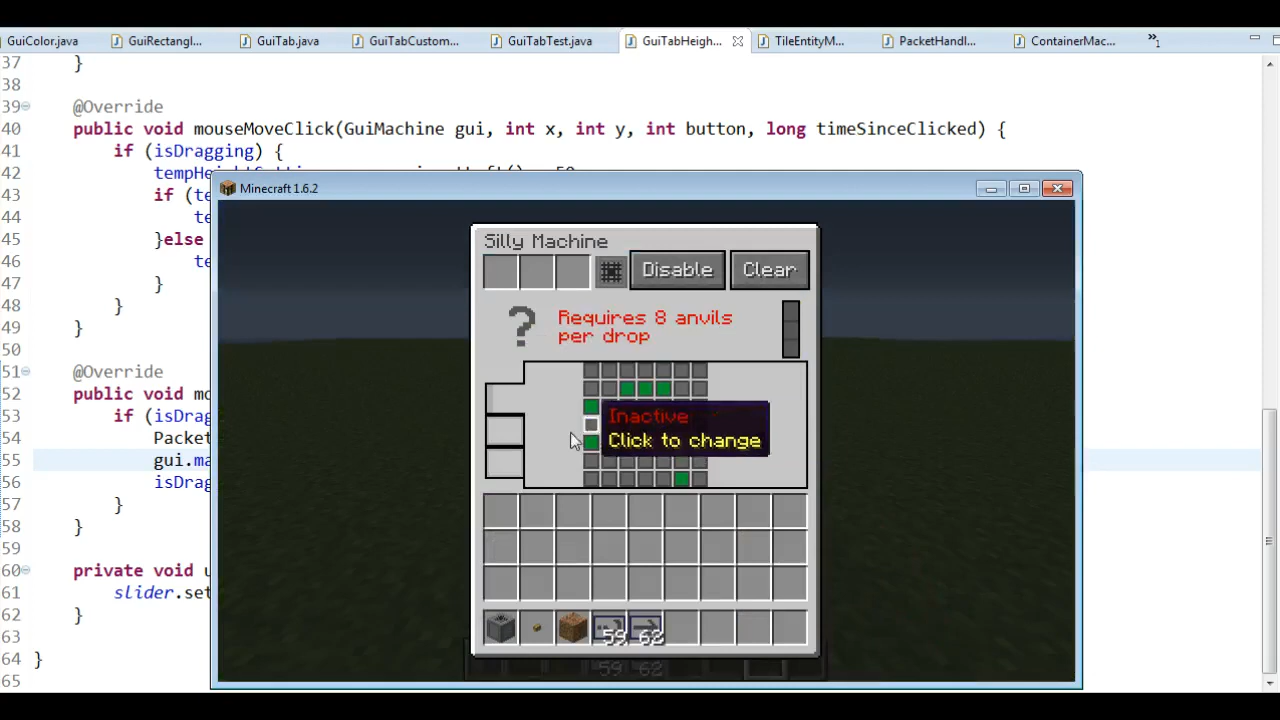 GuiColor.java GuiRectangl... GuiTab.java GuiTabCustom... GuiTabTest.java GuiTabHeigh... TileEntityM... PacketHandl... ContainerMac... »1
37 }
38
39 @Override
40 public void mouseMoveClick(GuiMachine gui, int x, int y, int button, long timeSinceClicked) {
41 if (isDragging) {
42
43 if (te
44 te
45 }else
46 te
47 }
48 }
49 }
50
51 @Override
52 public void mo
53 if (isDrag
54 Packet
55 gui.ma
56 isDrag
57 }
58 }
59
60 private void u
61 slider.set
62 }
63
64 }
65
Minecraft 1.6.2
Silly Machine
Disable Clear
?
Requires 8 anvils
per drop
Inactive
Click to change
59 62
59 62